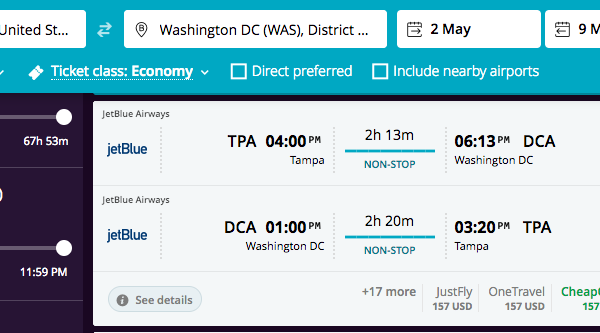 United St...
Washington DC (WAS), District ...
2 May
9 M
Ticket class: Economy
Direct preferred
Include nearby airports
67h 53m
11:59 PM
JetBlue Airways
jetBlue
TPA 04:00 PM
Tampa
2h 13m
NON-STOP
06:13 PM DCA
Washington DC
JetBlue Airways
jetBlue
DCA 01:00 PM
Washington DC
2h 20m
NON-STOP
03:20 PM TPA
Tampa
See details
+17 more
JustFly
157 USD
OneTravel
157 USD
CheapO
157